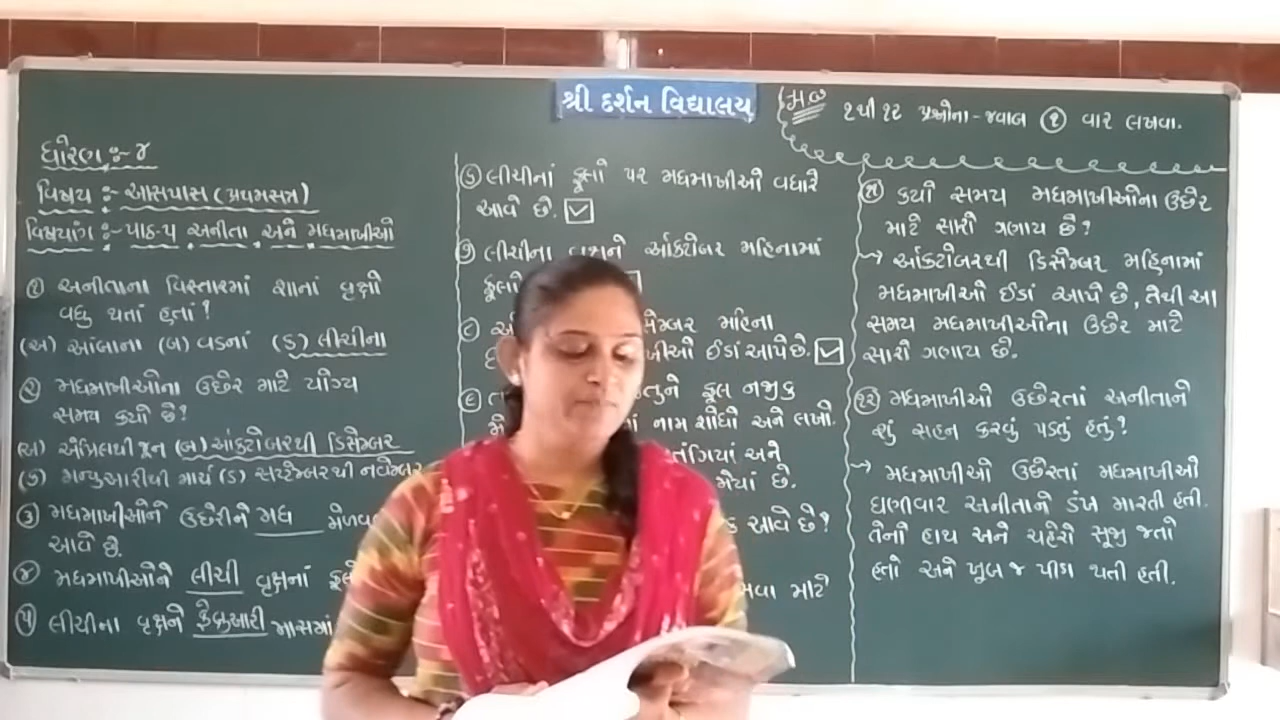 શ્રી દર્શન વિદ્યાલય
૨થી ૧૨ પ્રશ્નોના-જવાબ ૧ વાર લખવા.
ધોરણ :- ૪
વિષય :- આસપાસ (પ્રથમસત્ર)
વિષયાંગ :- પાઠ-૫ અનીતા અને મધમાખીઓ
૧ અનીતાના વિસ્તારમાં શાનાં વૃક્ષો
વધુ થતાં હતાં ?
(અ) આંબાના (બ) વડનાં (ડ) લીચીના
૨ મધમાખીઓના ઉછેર માટે યોગ્ય
સમય કયો છે?
(અ) એપ્રિલથી જૂન (બ) ઑક્ટોબરથી ડિસેમ્બર
(ક) જાન્યુઆરીથી માર્ચ (ડ) સપ્ટેમ્બરથી નવેમ્બર
૩ મધમાખીઓને ઉછેરીને મધ
આવે છે.
૪ મધમાખીઓને લીચી વૃક્ષનાં
૫ લીચીના વૃક્ષને ફેબ્રુઆરી માસમાં
૬ લીચીનાં ફૂલો પર મધમાખીઓ વધારે
આવે છે. ☑
૭ લીચીના વૃક્ષને ઑક્ટોબર મહિનામાં
૮ મહિના
ઈંડાં આપે છે. ☑
૯ ફૂલ નજીક
નામ શોધો અને લખો.
અને
છે.
આવે છે?
માટે
૧૧ કયો સમય મધમાખીઓના ઉછેર
માટે સારો ગણાય છે?
→ ઑક્ટોબરથી ડિસેમ્બર મહિનામાં
મધમાખીઓ ઈંડાં આપે છે, તેથી આ
સમય મધમાખીઓના ઉછેર માટે
સારો ગણાય છે.
૧૨ મધમાખીઓ ઉછેરતાં અનીતાને
શું સહન કરવું પડતું હતું?
→ મધમાખીઓ ઉછેરતાં મધમાખીઓ
ઘણીવાર અનીતાને ડંખ મારતી હતી.
તેનો હાથ અને ચહેરો સૂજી જતો
હતો અને ખૂબ જ પીડા થતી હતી.